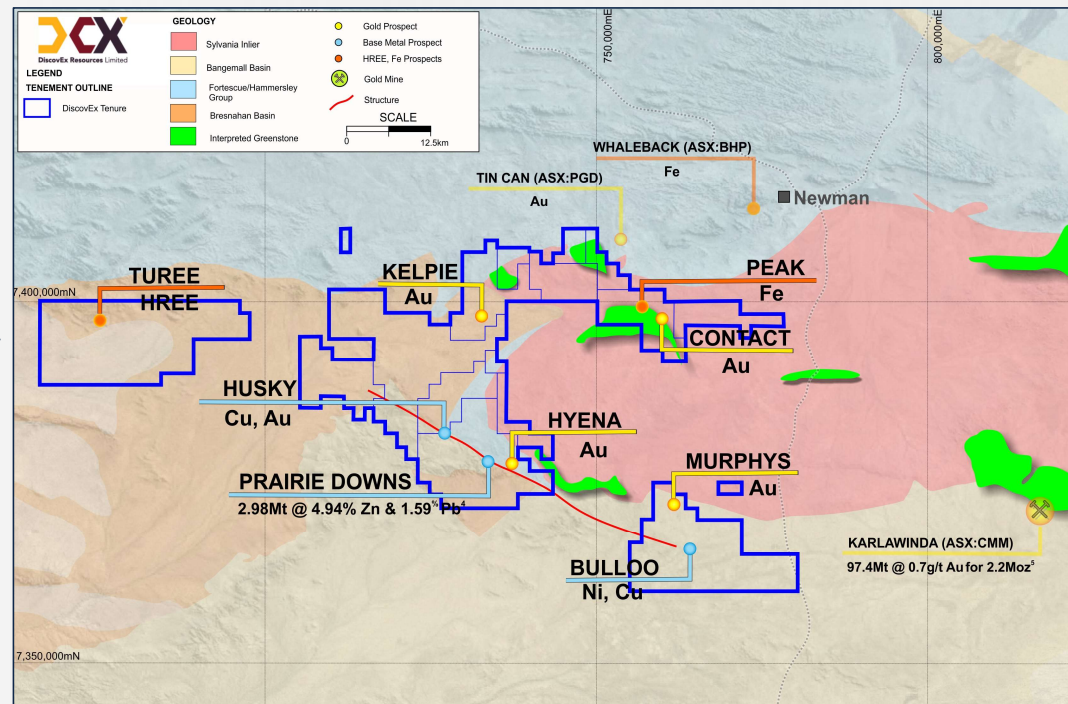 DCX
DiscovEx Resources Limited
LEGEND
TENEMENT OUTLINE
DiscovEx Tenure
GEOLOGY
Sylvania Inlier
Bangemall Basin
Fortescue/Hammersley
Group
Bresnahan Basin
Interpreted Greenstone
Gold Prospect
Base Metal Prospect
HREE, Fe Prospects
Gold Mine
Structure
SCALE
0
12.5km
750,000mE
800,000mE
WHALEBACK (ASX:BHP)
Fe
TIN CAN (ASX:PGD)
Au
Newman
TUREE
HREE
KELPIE
Au
PEAK
Fe
7,400,000mN
CONTACT
Au
HUSKY
Cu, Au
HYENA
Au
MURPHYS
Au
PRAIRIE DOWNS
2.98Mt @ 4.94% Zn & 1.59% Pb⁴
KARLAWINDA (ASX:CMM)
97.4Mt @ 0.7g/t Au for 2.2Moz⁵
BULLOO
Ni, Cu
7,350,000mN